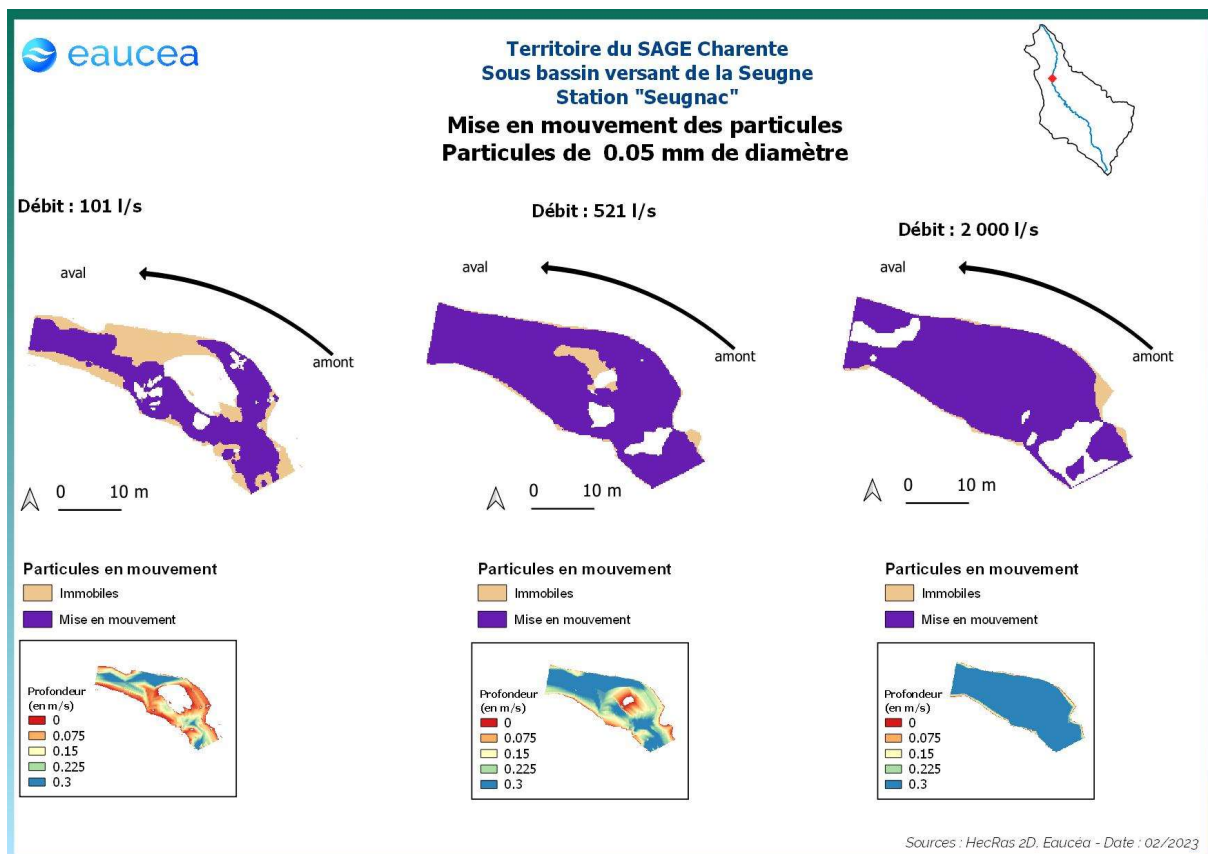 eaucea
Territoire du SAGE Charente
Sous bassin versant de la Seugne
Station "Seugnac"
Mise en mouvement des particules
Particules de 0.05 mm de diamètre
Débit : 101 l/s
aval
amont
0 10 m
Particules en mouvement
Immobiles
Mise en mouvement
Profondeur
(en m/s)
0
0.075
0.15
0.225
0.3
Débit : 521 l/s
aval
amont
0 10 m
Particules en mouvement
Immobiles
Mise en mouvement
Profondeur
(en m/s)
0
0.075
0.15
0.225
0.3
Débit : 2 000 l/s
aval
amont
0 10 m
Particules en mouvement
Immobiles
Mise en mouvement
Profondeur
(en m/s)
0
0.075
0.15
0.225
0.3
Sources : HecRas 2D. Eaucéa - Date : 02/2023